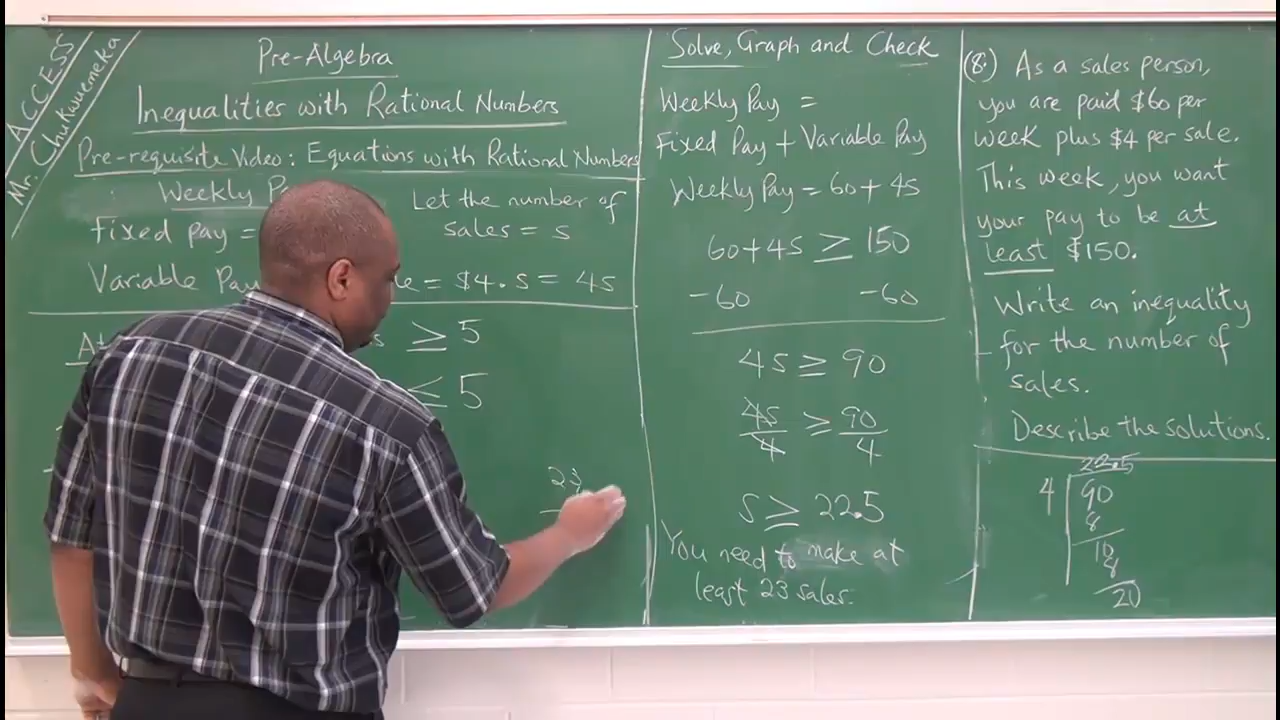 ACCESS
Mr. Chukwuemeka
Pre-Algebra
Inequalities with Rational Numbers
Pre-requisite Video: Equations with Rational Numbers
Weekly
Let the number of
sales = s
Fixed pay =
Variable = $4 · s = 4s
≥ 5
≤ 5
Solve, Graph and Check
Weekly Pay =
Fixed Pay + Variable Pay
Weekly Pay = 60 + 4s
60 + 4s ≥ 150
-60 -60
4s ≥ 90
4s/4 ≥ 90/4
s ≥ 22.5
You need to make at
least 23 sales.
(8.) As a sales person,
you are paid $60 per
week plus $4 per sale.
This week, you want
your pay to be at
least $150.
Write an inequality
for the number of
sales.
Describe the solutions.
22.5
4 90
8
10
8
20